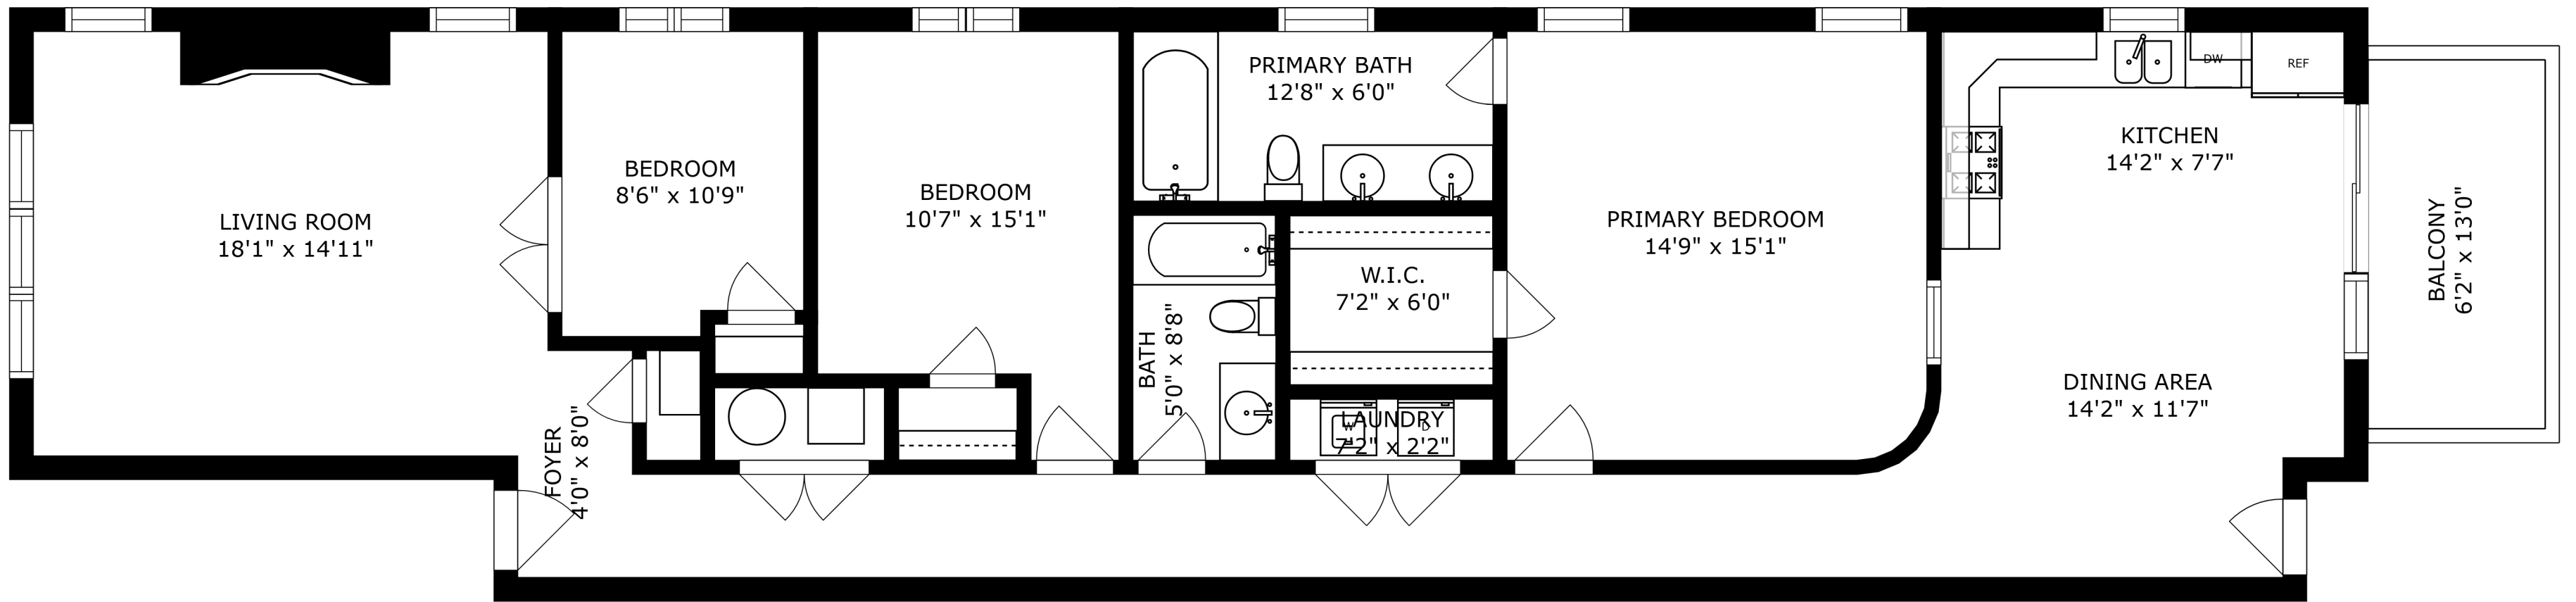 LIVING ROOM
18'1" x 14'11"
BEDROOM
8'6" x 10'9"
BEDROOM
10'7" x 15'1"
PRIMARY BATH
12'8" x 6'0"
BATH
5'0" x 8'8"
W.I.C.
7'2" x 6'0"
LAUNDRY
7'2" x 2'2"
W
D
PRIMARY BEDROOM
14'9" x 15'1"
DW
REF
KITCHEN
14'2" x 7'7"
DINING AREA
14'2" x 11'7"
BALCONY
6'2" x 13'0"
FOYER
4'0" x 8'0"